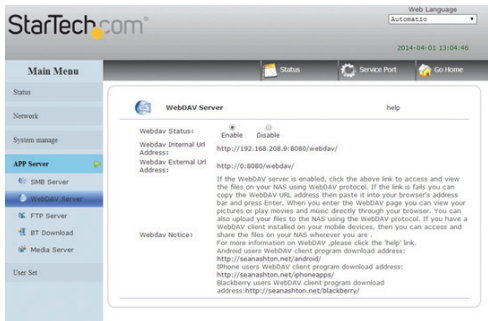 StarTech.com
Web Language
Automatic
2014-04-01 13:04:46
Main Menu
Status
Service Port
Go Home
Status
Network
System manage
APP Server
SMB Server
WebDAV Server
FTP Server
BT Download
Media Server
User Set
WebDAV Server
help
Webdav Status:
Enable
Disable
Webdav Internal Url
Address:
http://192.168.208.9:8080/webdav/
Webdav External Url
Address:
http://0:8080/webdav/
Webdav Notice:
If the WebDAV server is enabled, click the above link to access and view
the files on your NAS using WebDAV protocol. If the link is fails you can
copy the WebDAV URL address then paste it into your browser's address
bar and press Enter. When you enter the WebDAV page you can view your
pictures or play movies and music directly through your browser. You can
also upload your files to the NAS using the WebDAV protocol. If you have a
WebDAV client installed on your mobile devices, then you can access and
share the files on your NAS wherever you are .
For more information on WebDAV ,please click the 'help' link.
Android users WebDAV client program download address:
http://seanashton.net/android/
IPhone users WebDAV client program download address:
http://seanashton.net/iphoneapps/
Blackberry users WebDAV client program download
address:http://seanashton.net/blackberry/